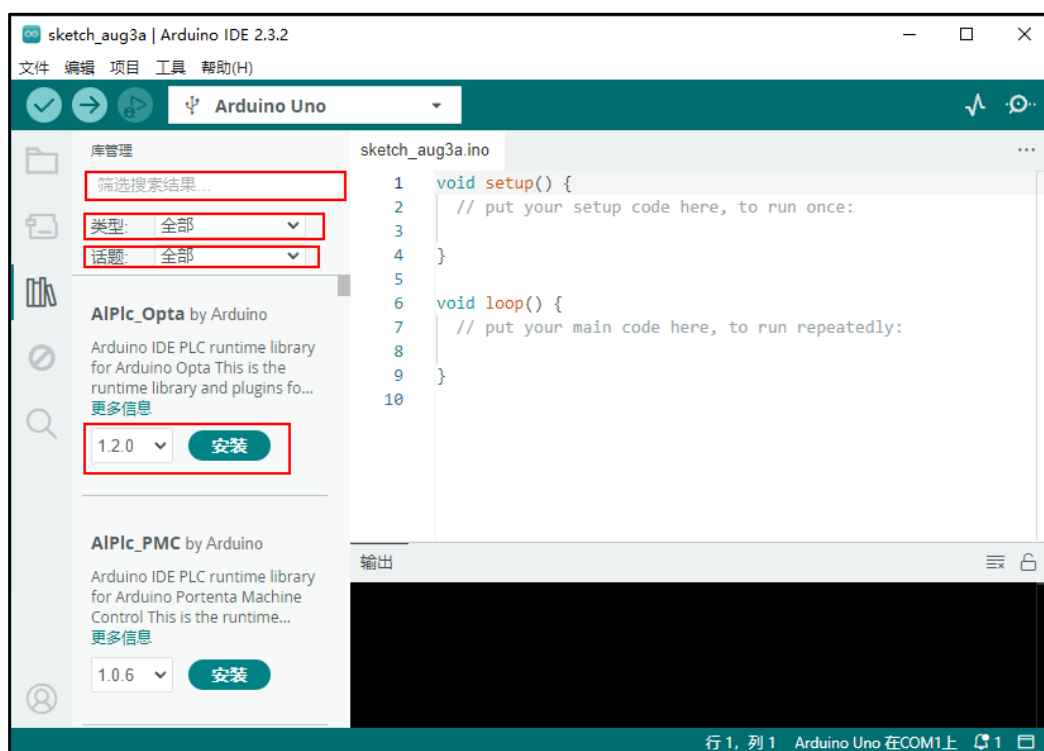 sketch_aug3a | Arduino IDE 2.3.2
文件 编辑 项目 工具 帮助(H)
Arduino Uno
库管理
筛选搜索结果...
类型: 全部
话题: 全部
AlPlc_Opta by Arduino
Arduino IDE PLC runtime library
for Arduino Opta This is the
runtime library and plugins fo...
更多信息
1.2.0 安装
AlPlc_PMC by Arduino
Arduino IDE PLC runtime library
for Arduino Portenta Machine
Control This is the runtime...
更多信息
1.0.6 安装
sketch_aug3a.ino
1 void setup() {
2 // put your setup code here, to run once:
3
4 }
5
6 void loop() {
7 // put your main code here, to run repeatedly:
8
9 }
10
输出
行 1, 列 1 Arduino Uno 在COM1上 1